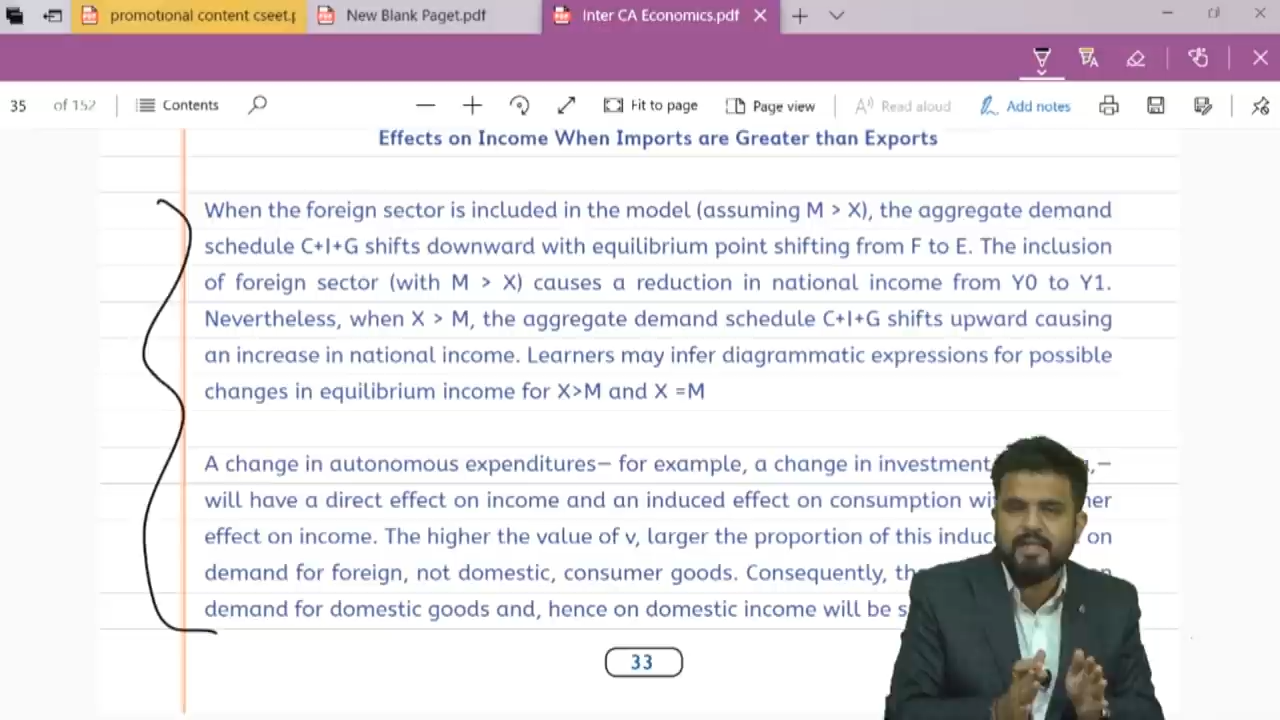 promotional content cseet.p
New Blank Paget.pdf
Inter CA Economics.pdf
35 of 152 Contents Fit to page Page view Read aloud Add notes
Effects on Income When Imports are Greater than Exports
When the foreign sector is included in the model (assuming M > X), the aggregate demand
schedule C+I+G shifts downward with equilibrium point shifting from F to E. The inclusion
of foreign sector (with M > X) causes a reduction in national income from Y0 to Y1.
Nevertheless, when X > M, the aggregate demand schedule C+I+G shifts upward causing
an increase in national income. Learners may infer diagrammatic expressions for possible
changes in equilibrium income for X>M and X =M
A change in autonomous expenditures– for example, a change in investment
will have a direct effect on income and an induced effect on consumption
effect on income. The higher the value of v, larger the proportion of this on
demand for foreign, not domestic, consumer goods. Consequently,
demand for domestic goods and, hence on domestic income will be
33